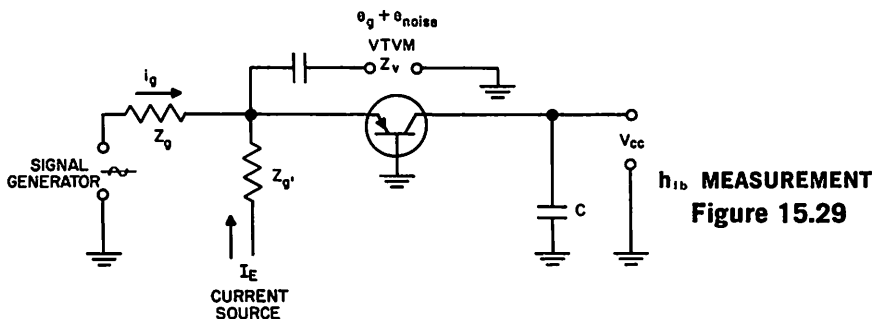 e_g + e_noise
VTVM
Z_v
i_g
Z_g
SIGNAL
GENERATOR
Z_g'
I_E
CURRENT
SOURCE
C
V_cc
h_ib MEASUREMENT
Figure 15.29